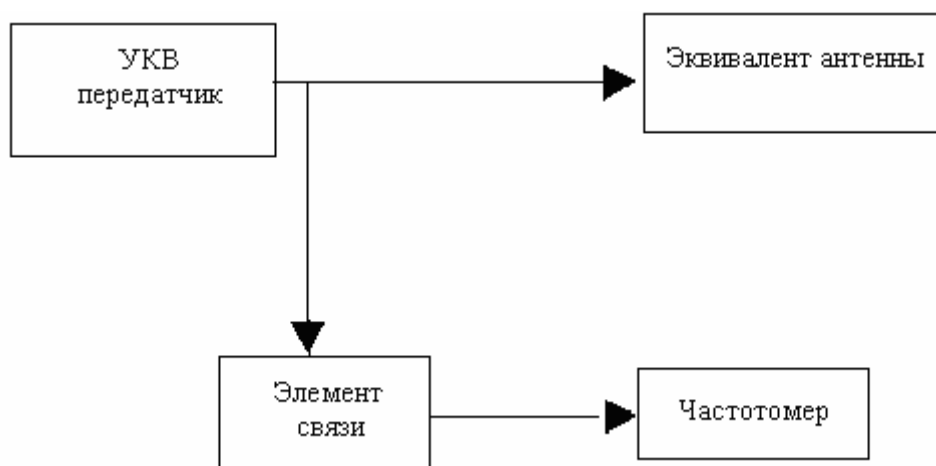 УКВ
передатчик
Эквивалент антенны
Элемент
связи
Частотомер